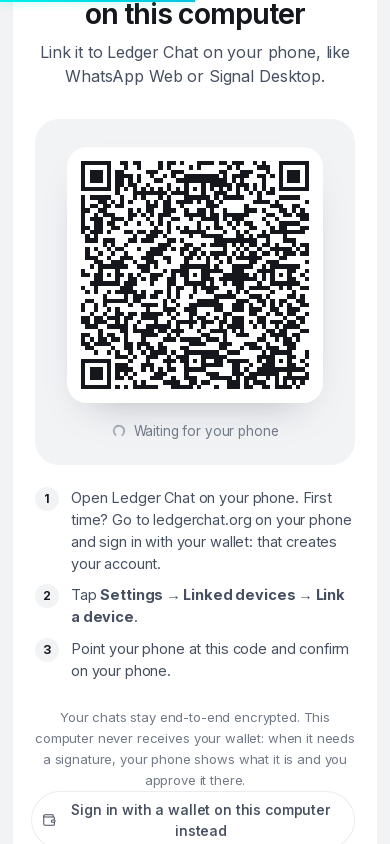 on this computer
Link it to Ledger Chat on your phone, like
WhatsApp Web or Signal Desktop.
Waiting for your phone
1 Open Ledger Chat on your phone. First
time? Go to ledgerchat.org on your phone
and sign in with your wallet: that creates
your account.
2 Tap Settings → Linked devices → Link
a device.
3 Point your phone at this code and confirm
on your phone.
Your chats stay end-to-end encrypted. This
computer never receives your wallet: when it needs
a signature, your phone shows what it is and you
approve it there.
Sign in with a wallet on this computer
instead